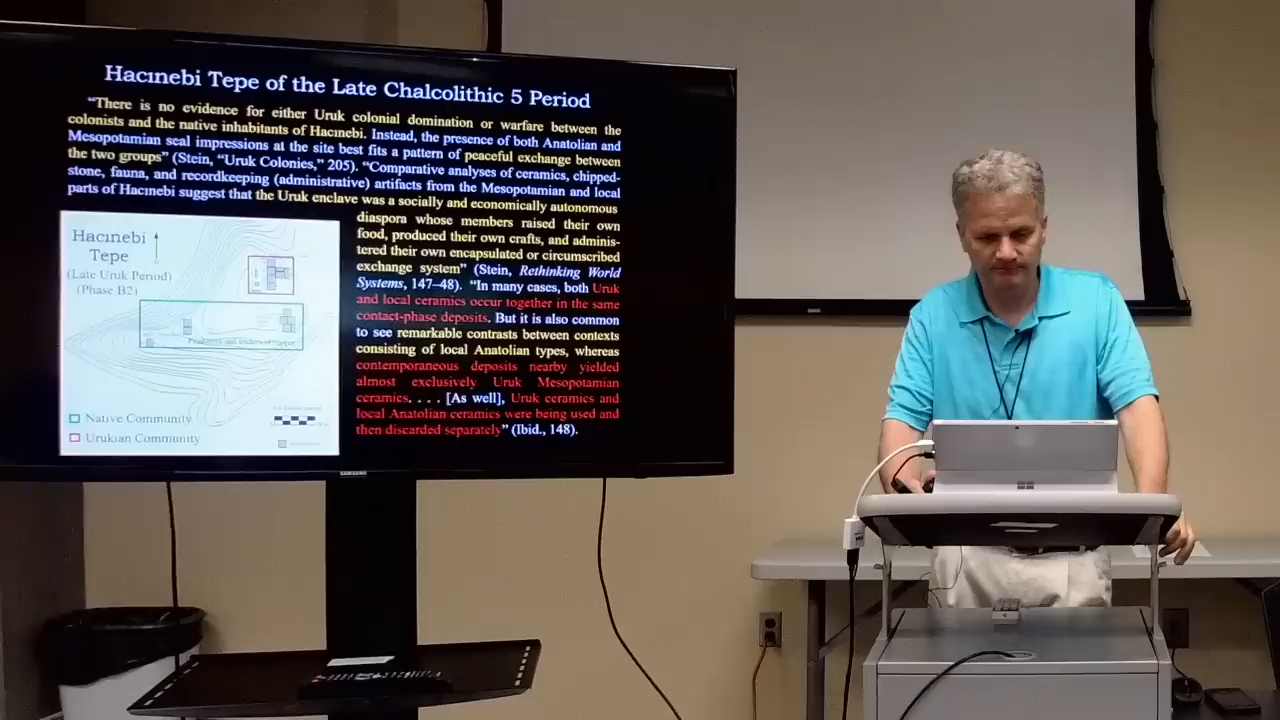 Hacınebi Tepe of the Late Chalcolithic 5 Period
“There is no evidence for either Uruk colonial domination or warfare between the
colonists and the native inhabitants of Hacınebi. Instead, the presence of both Anatolian and
Mesopotamian seal impressions at the site best fits a pattern of peaceful exchange between
the two groups” (Stein, “Uruk Colonies,” 205). “Comparative analyses of ceramics, chipped-
stone, fauna, and recordkeeping (administrative) artifacts from the Mesopotamian and local
parts of Hacınebi suggest that the Uruk enclave was a socially and economically autonomous
diaspora whose members raised their own
food, produced their own crafts, and adminis-
tered their own encapsulated or circumscribed
exchange system” (Stein, Rethinking World
Systems, 147–48). “In many cases, both Uruk
and local ceramics occur together in the same
contact-phase deposits. But it is also common
to see remarkable contrasts between contexts
consisting of local Anatolian types, whereas
contemporaneous deposits nearby yielded
almost exclusively Uruk Mesopotamian
ceramics. . . . [As well], Uruk ceramics and
local Anatolian ceramics were being used and
then discarded separately” (Ibid., 148).
Hacınebi
Tepe
(Late Uruk Period)
(Phase B2)
Native Community
Urukian Community
SAMSUNG